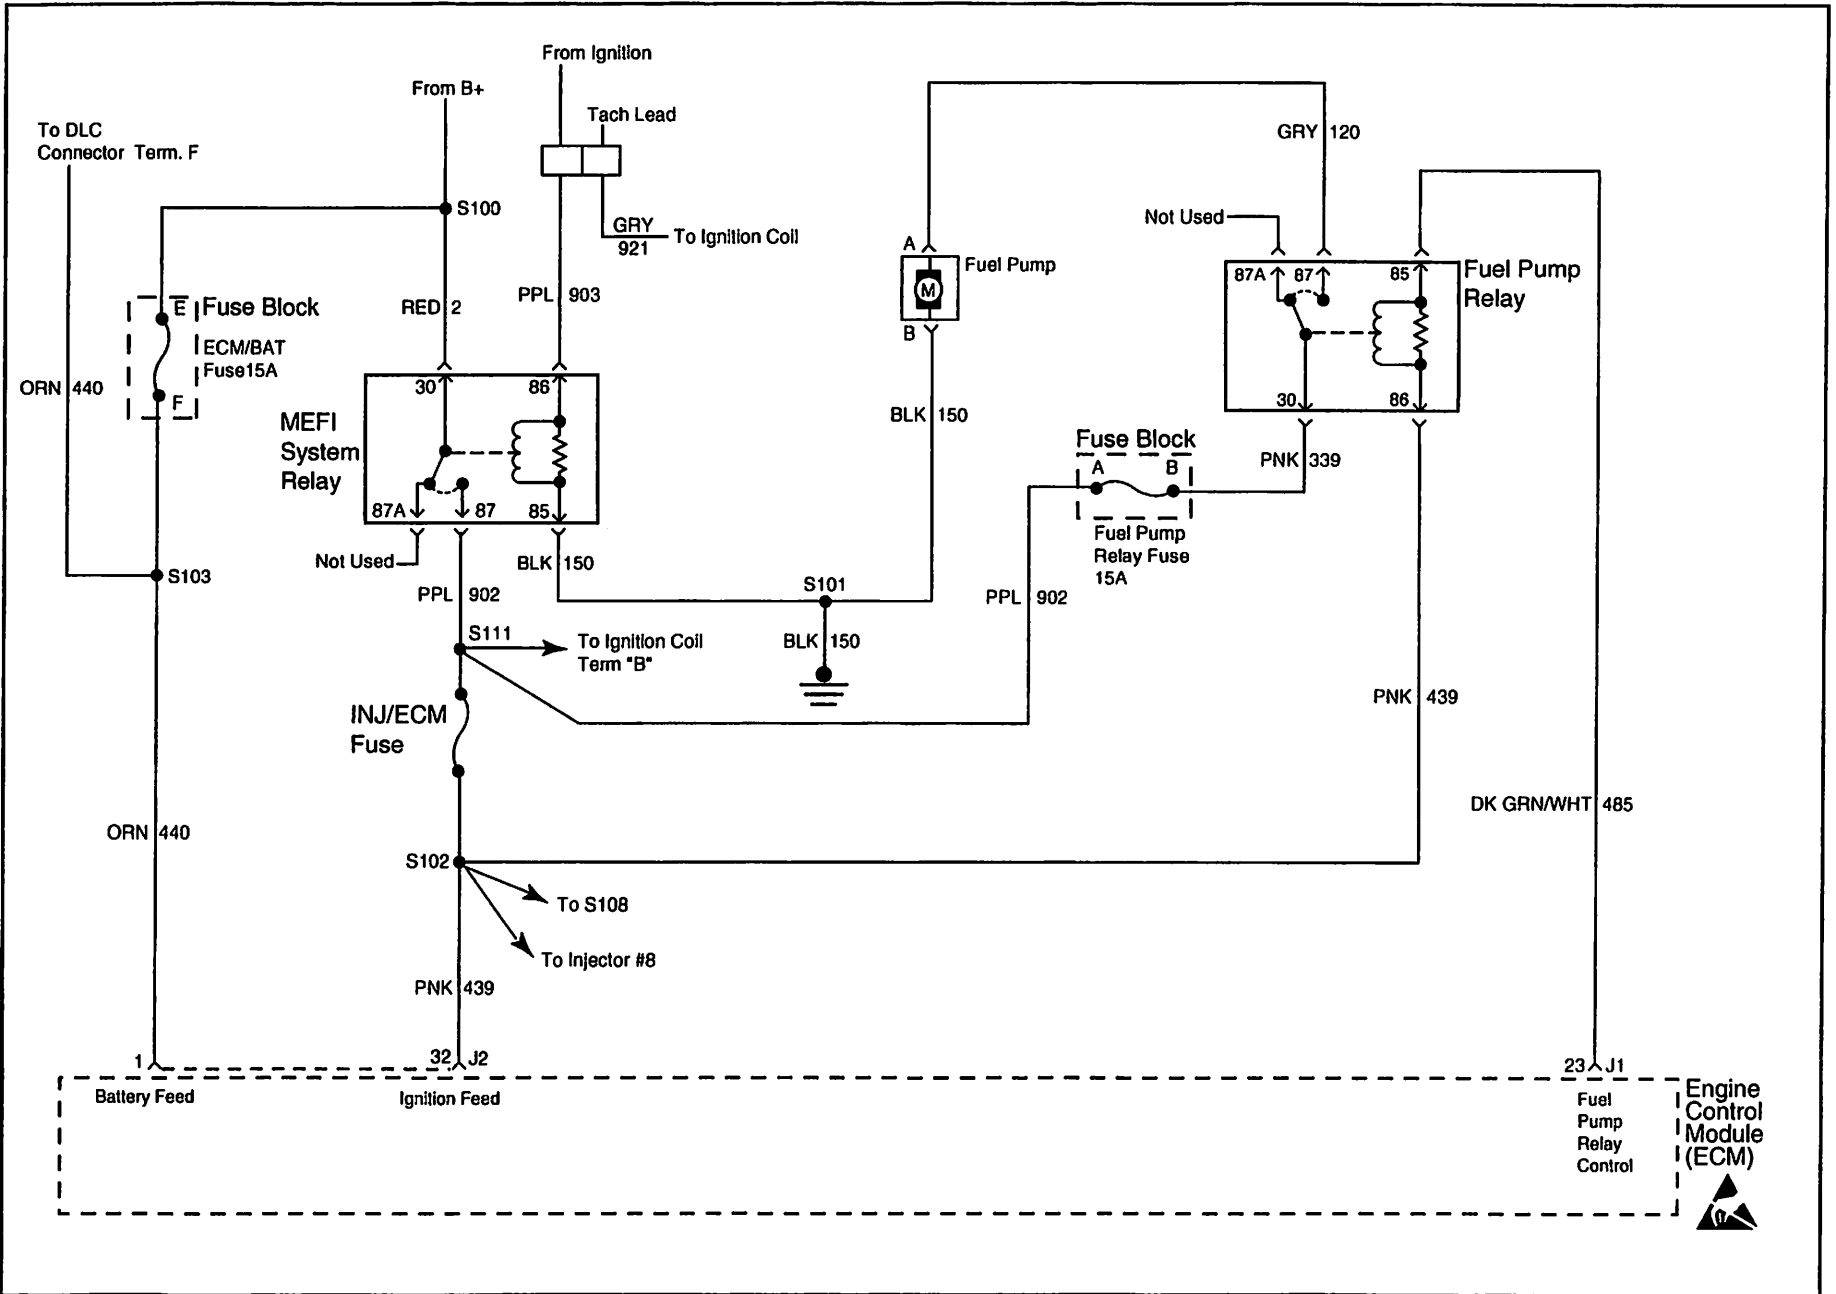 From Ignition
From B+
Tach Lead
To DLC
Connector Term. F
GRY 120
S100
Not Used
GRY
921
To Ignition Coil
A
Fuel Pump
M
B
87A 87 85
Fuel Pump
Relay
30 86
RED 2
PPL 903
E
Fuse Block
ECM/BAT
Fuse15A
F
ORN 440
30 86
MEFI
System
Relay
87A 87 85
BLK 150
Fuse Block
A B
PNK 339
Fuel Pump
Relay Fuse
15A
Not Used
BLK 150
S103
PPL 902
S101
PPL 902
S111
To Ignition Coil
Term "B"
BLK 150
PNK 439
INJ/ECM
Fuse
DK GRN/WHT 485
ORN 440
S102
To S108
To Injector #8
PNK 439
1
32 J2
23 J1
Battery Feed
Ignition Feed
Fuel
Pump
Relay
Control
Engine
Control
Module
(ECM)